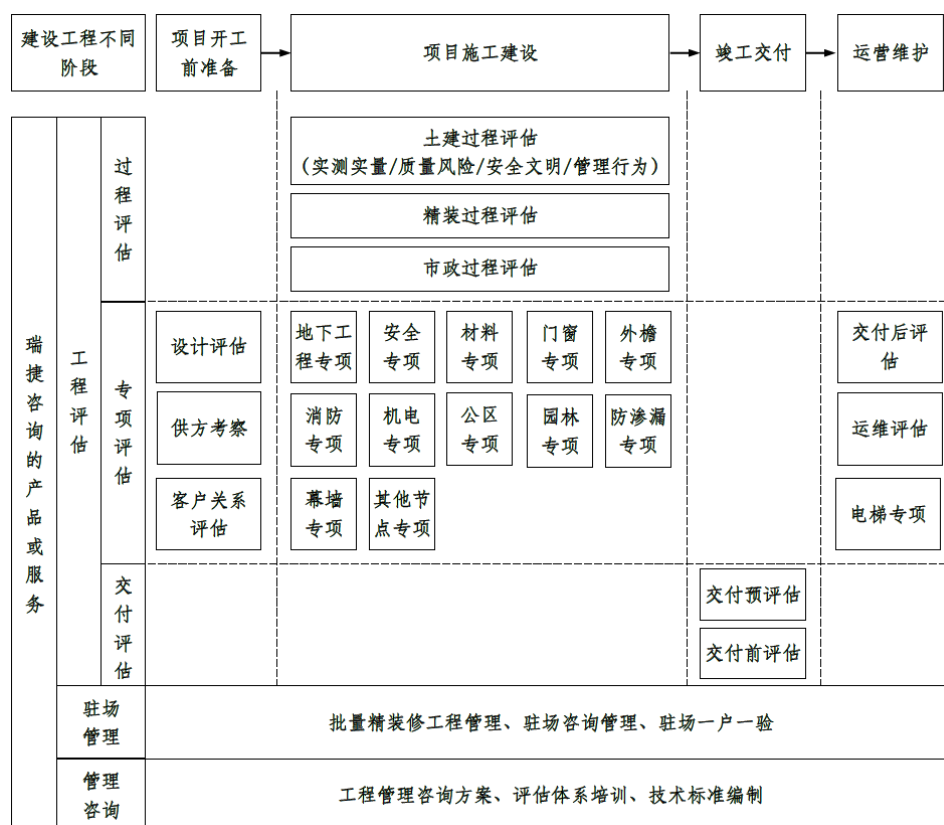 建设工程不同
阶段
项目开工
前准备
项目施工建设
竣工交付
运营维护
瑞捷咨询的产品或服务
工程评估
过程评估
土建过程评估
（实测实量/质量风险/安全文明/管理行为）
精装过程评估
市政过程评估
专项评估
设计评估
地下工
程专项
安全
专项
材料
专项
门窗
专项
外檐
专项
交付后评
估
供方考察
消防
专项
机电
专项
公区
专项
园林
专项
防渗漏
专项
运维评估
客户关系
评估
幕墙
专项
其他节
点专项
电梯专项
交付评估
交付预评估
交付前评估
驻场
管理
批量精装修工程管理、驻场咨询管理、驻场一户一验
管理
咨询
工程管理咨询方案、评估体系培训、技术标准编制